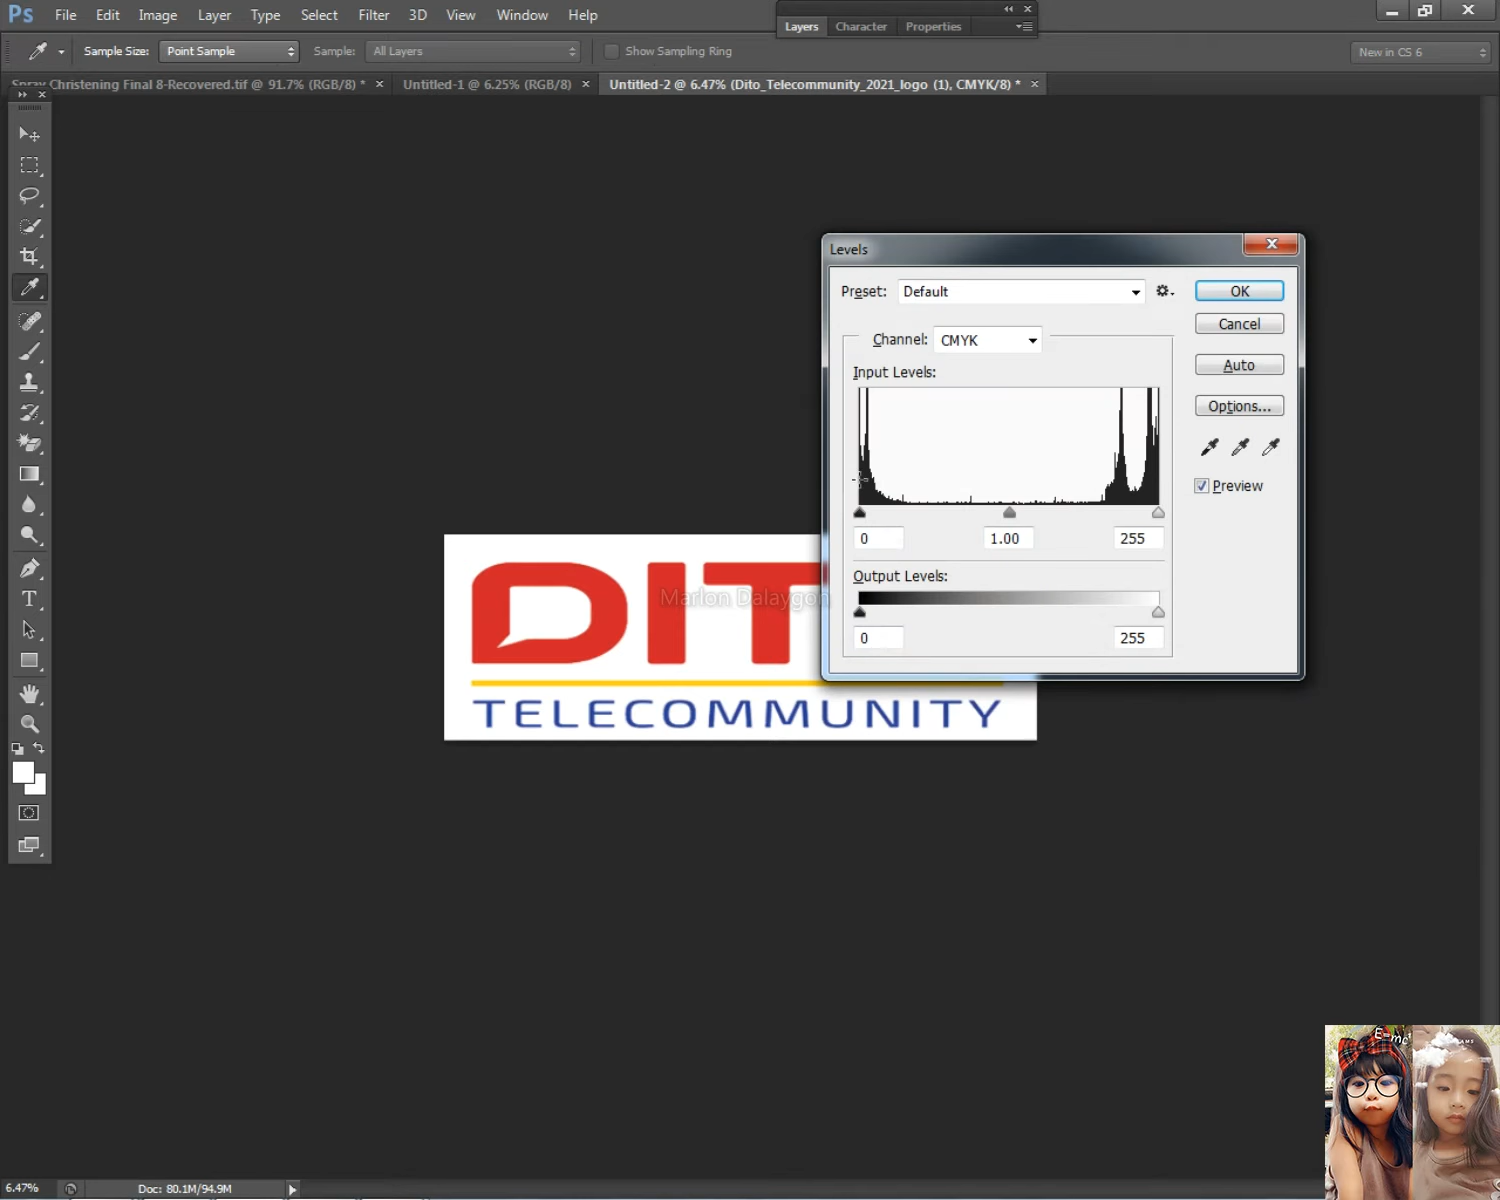 Ps File Edit Image Layer Type Select Filter 3D View Window Help
Layers Character Properties
Sample Size: Point Sample Sample: All Layers Show Sampling Ring New in CS 6
Spray Christening Final 8-Recovered.tif @ 91.7% (RGB/8) * × Untitled-1 @ 6.25% (RGB/8) × Untitled-2 @ 6.47% (Dito_Telecommunity_2021_logo (1), CMYK/8) * ×
Levels
Preset: Default OK
Cancel
Channel: CMYK
Input Levels:
Auto
Options...
Preview
0 1.00 255
Output Levels:
0 255
DIT
Marlon Dalaygon
TELECOMMUNITY
T
6.47% Doc: 80.1M/94.9M